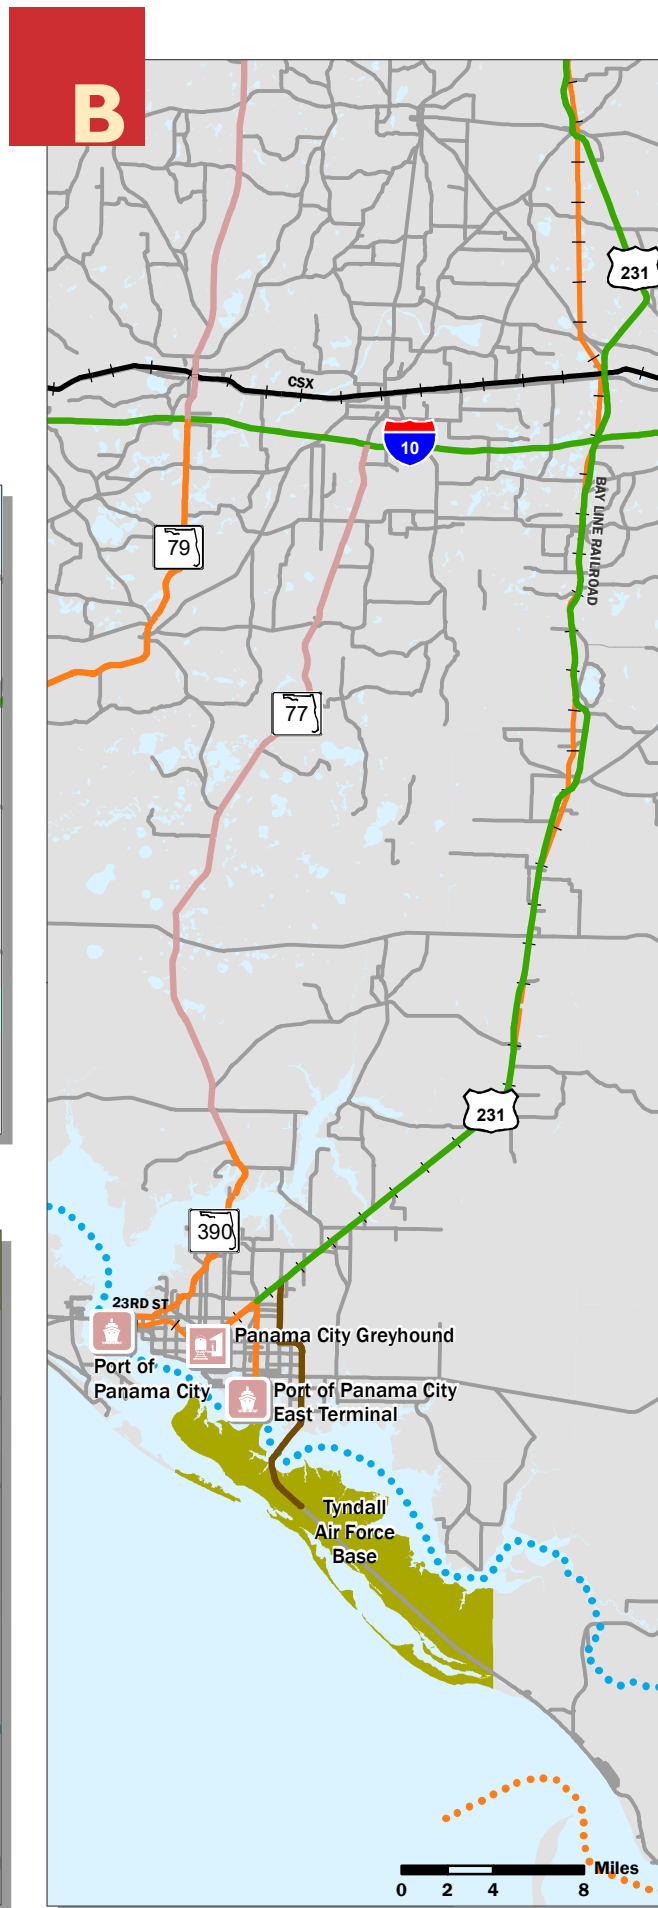 B
231
CSX
10
BAY LINE RAILROAD
79
77
231
390
23RD ST
Panama City Greyhound
Port of
Panama City
Port of Panama City
East Terminal
Tyndall
Air Force
Base
Miles
0 2 4 8